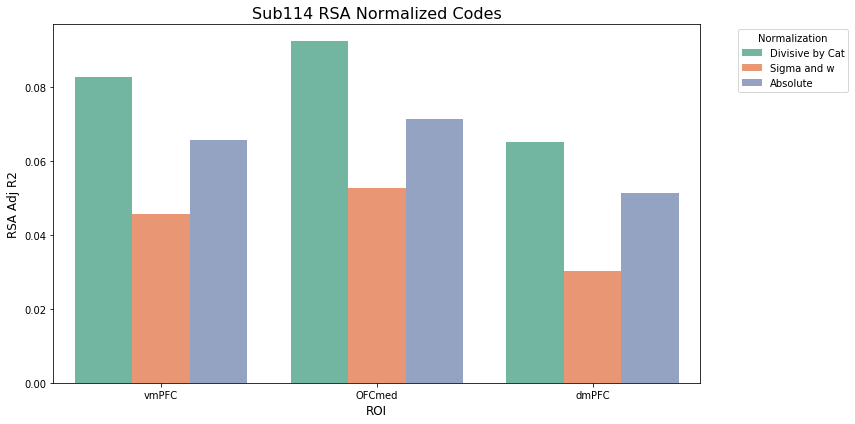 Sub114 RSA Normalized Codes
Normalization
Divisive by Cat
Sigma and w
Absolute
RSA Adj R2
0.08
0.06
0.04
0.02
0.00
vmPFC
OFCmed
dmPFC
ROI